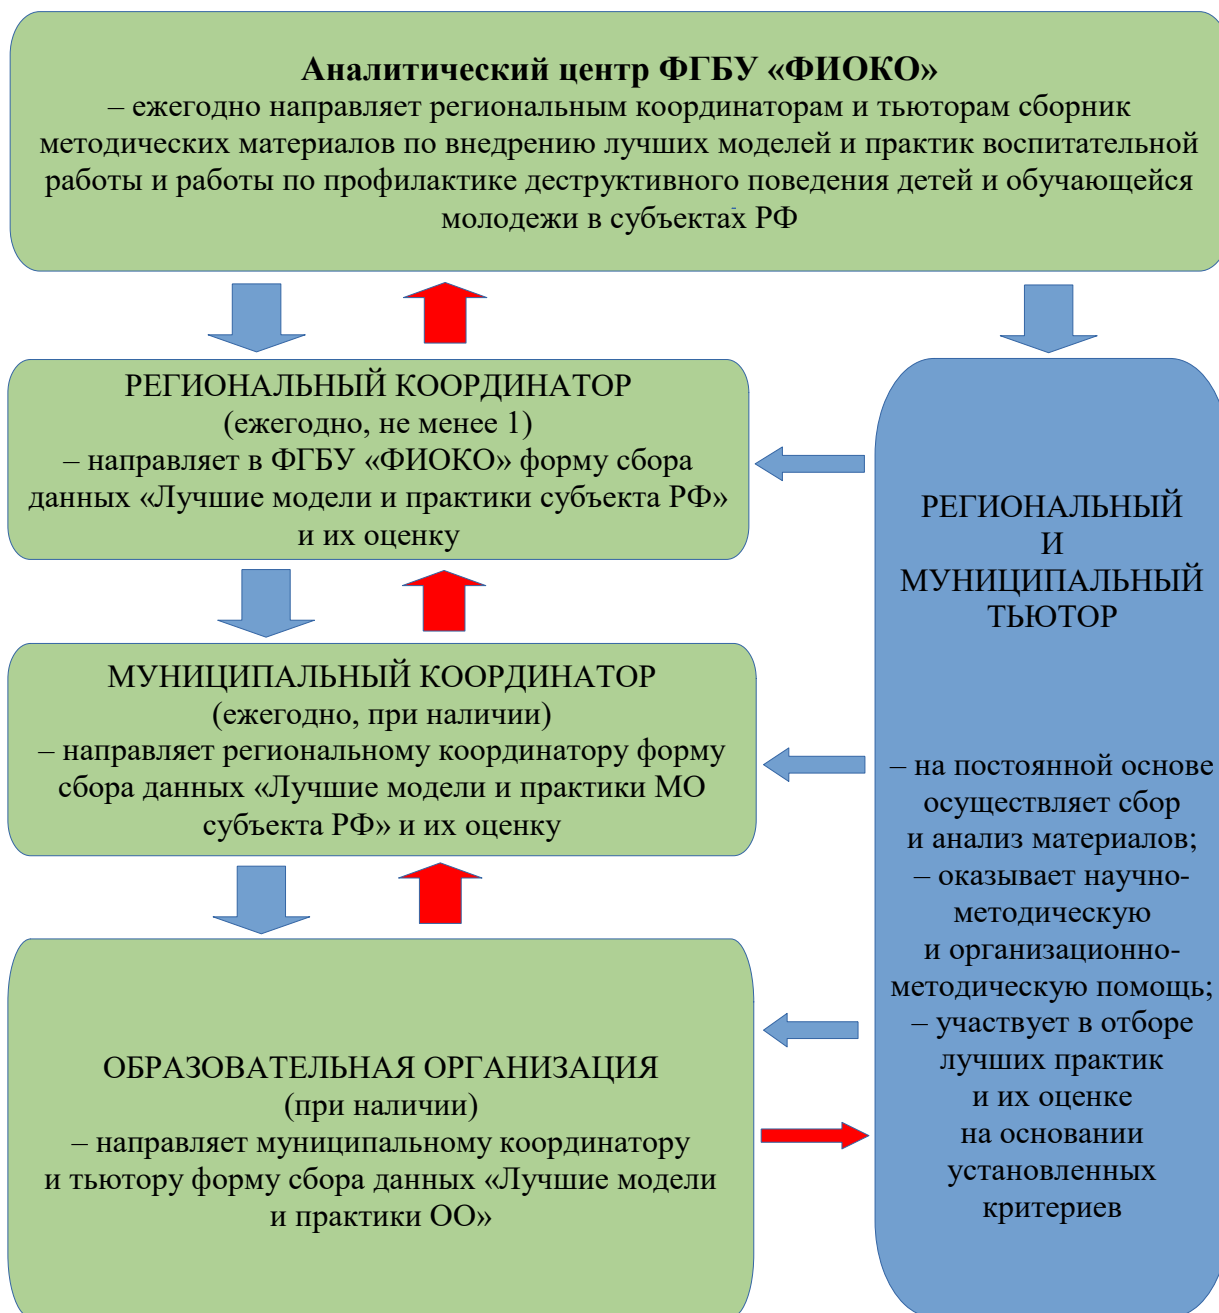 Аналитический центр ФГБУ «ФИОКО»
– ежегодно направляет региональным координаторам и тьюторам сборник
методических материалов по внедрению лучших моделей и практик воспитательной
работы и работы по профилактике деструктивного поведения детей и обучающейся
молодежи в субъектах РФ
РЕГИОНАЛЬНЫЙ КООРДИНАТОР
(ежегодно, не менее 1)
– направляет в ФГБУ «ФИОКО» форму сбора
данных «Лучшие модели и практики субъекта РФ»
и их оценку
МУНИЦИПАЛЬНЫЙ КООРДИНАТОР
(ежегодно, при наличии)
– направляет региональному координатору форму
сбора данных «Лучшие модели и практики МО
субъекта РФ» и их оценку
ОБРАЗОВАТЕЛЬНАЯ ОРГАНИЗАЦИЯ
(при наличии)
– направляет муниципальному координатору
и тьютору форму сбора данных «Лучшие модели
и практики ОО»
РЕГИОНАЛЬНЫЙ
И
МУНИЦИПАЛЬНЫЙ
ТЬЮТОР
– на постоянной основе
осуществляет сбор
и анализ материалов;
– оказывает научно-
методическую
и организационно-
методическую помощь;
– участвует в отборе
лучших практик
и их оценке
на основании
установленных
критериев